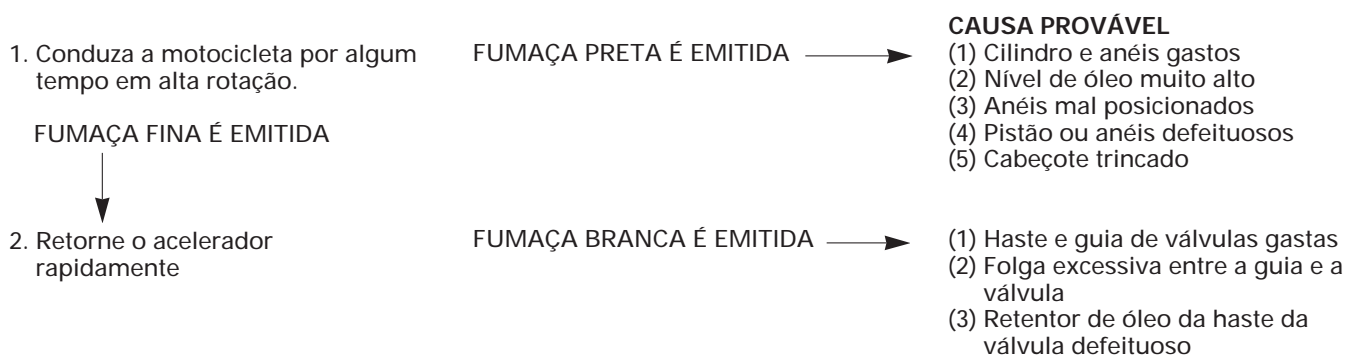 1. Conduza a motocicleta por algum
tempo em alta rotação.
FUMAÇA PRETA É EMITIDA
CAUSA PROVÁVEL
(1) Cilindro e anéis gastos
(2) Nível de óleo muito alto
(3) Anéis mal posicionados
(4) Pistão ou anéis defeituosos
(5) Cabeçote trincado
FUMAÇA FINA É EMITIDA
2. Retorne o acelerador
rapidamente
FUMAÇA BRANCA É EMITIDA
(1) Haste e guia de válvulas gastas
(2) Folga excessiva entre a guia e a
válvula
(3) Retentor de óleo da haste da
válvula defeituoso